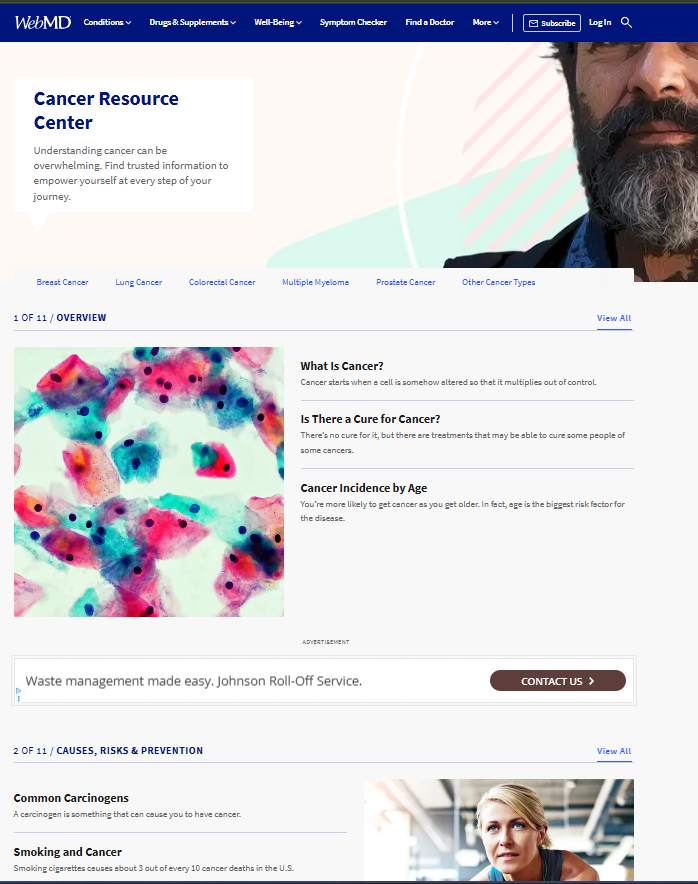 WebMD Conditions Drugs & Supplements Well-Being Symptom Checker Find a Doctor More Subscribe Log In
Cancer Resource
Center
Understanding cancer can be
overwhelming. Find trusted information to
empower yourself at every step of your
journey.
Breast Cancer Lung Cancer Colorectal Cancer Multiple Myeloma Prostate Cancer Other Cancer Types
1 OF 11 / OVERVIEW View All
What Is Cancer?
Cancer starts when a cell is somehow altered so that it multiplies out of control.
Is There a Cure for Cancer?
There's no cure for it, but there are treatments that may be able to cure some people of
some cancers.
Cancer Incidence by Age
You're more likely to get cancer as you get older. In fact, age is the biggest risk factor for
the disease.
ADVERTISEMENT
Waste management made easy. Johnson Roll-Off Service. CONTACT US
2 OF 11 / CAUSES, RISKS & PREVENTION View All
Common Carcinogens
A carcinogen is something that can cause you to have cancer.
Smoking and Cancer
Smoking cigarettes causes about 3 out of every 10 cancer deaths in the U.S.